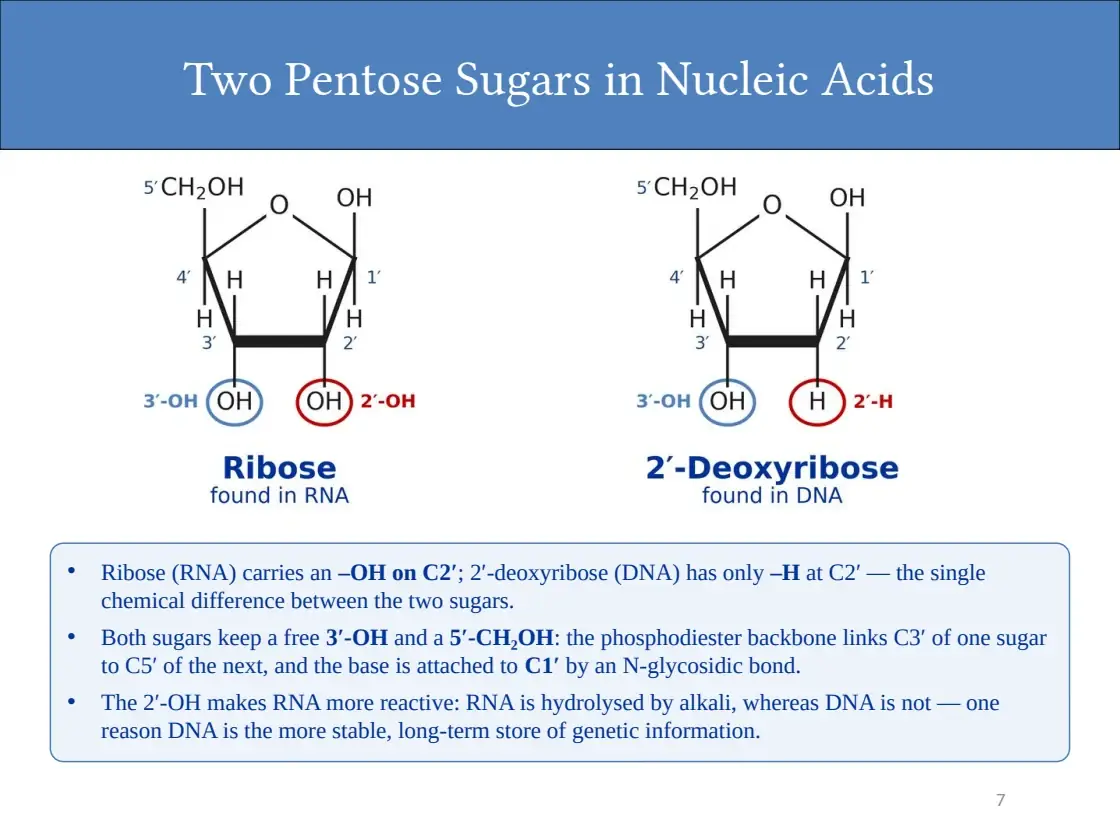 Two Pentose Sugars in Nucleic Acids
5′ CH₂OH O OH
4′ H H 1′
H H
3′ 2′
3′-OH OH OH 2′-OH
Ribose
found in RNA
5′ CH₂OH O OH
4′ H H 1′
H H
3′ 2′
3′-OH OH H 2′-H
2′-Deoxyribose
found in DNA
• Ribose (RNA) carries an –OH on C2′; 2′-deoxyribose (DNA) has only –H at C2′ — the single
chemical difference between the two sugars.
• Both sugars keep a free 3′-OH and a 5′-CH₂OH: the phosphodiester backbone links C3′ of one sugar
to C5′ of the next, and the base is attached to C1′ by an N-glycosidic bond.
• The 2′-OH makes RNA more reactive: RNA is hydrolysed by alkali, whereas DNA is not — one
reason DNA is the more stable, long-term store of genetic information.
7